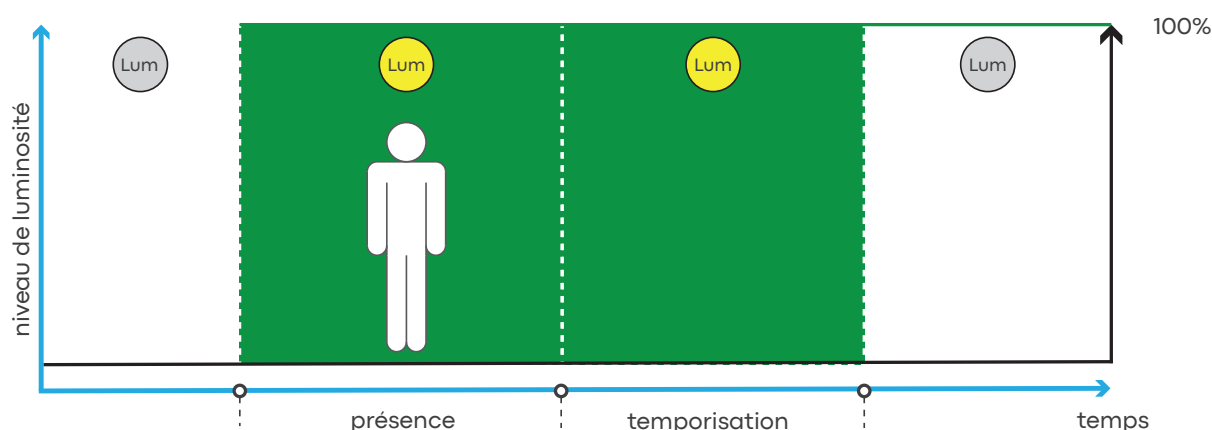 100%
Lum
Lum
Lum
Lum
niveau de luminosité
présence
temporisation
temps